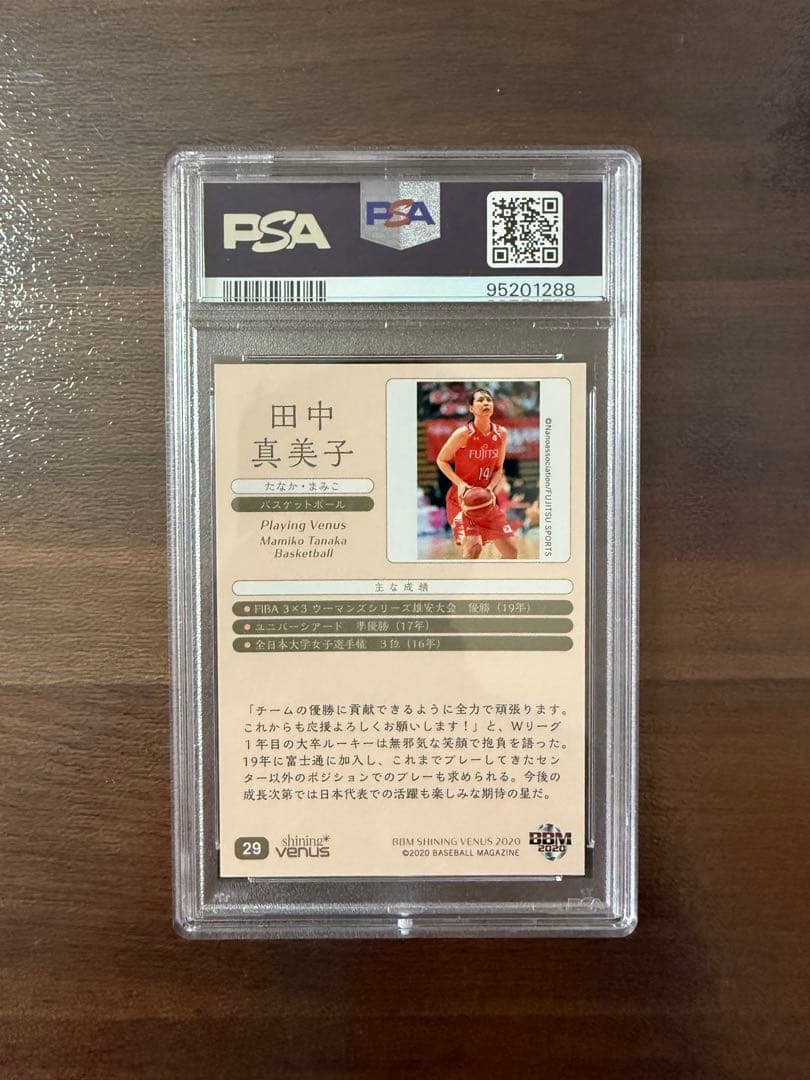 PSA
PSA
95201288
田中
真美子
たなか・まみこ
バスケットボール
Playing Venus
Mamiko Tanaka
Basketball
FUJITSU
14
©Nanoassociation/FUJITSU SPORTS
主な成績
FIBA 3×3 ウーマンズシリーズ雄安大会 優勝（19年）
ユニバーシアード 準優勝（17年）
全日本大学女子選手権 3位（16年）
「チームの優勝に貢献できるように全力で頑張ります。
これからも応援よろしくお願いします！」と、Wリーグ
1年目の大卒ルーキーは無邪気な笑顔で抱負を語った。
19年に富士通に加入し、これまでプレーしてきたセン
ター以外のポジションでのプレーも求められる。今後の
成長次第では日本代表での活躍も楽しみな期待の星だ。
29
shining*
venus
BBM SHINING VENUS 2020
©2020 BASEBALL MAGAZINE
BBM
2020
PSA